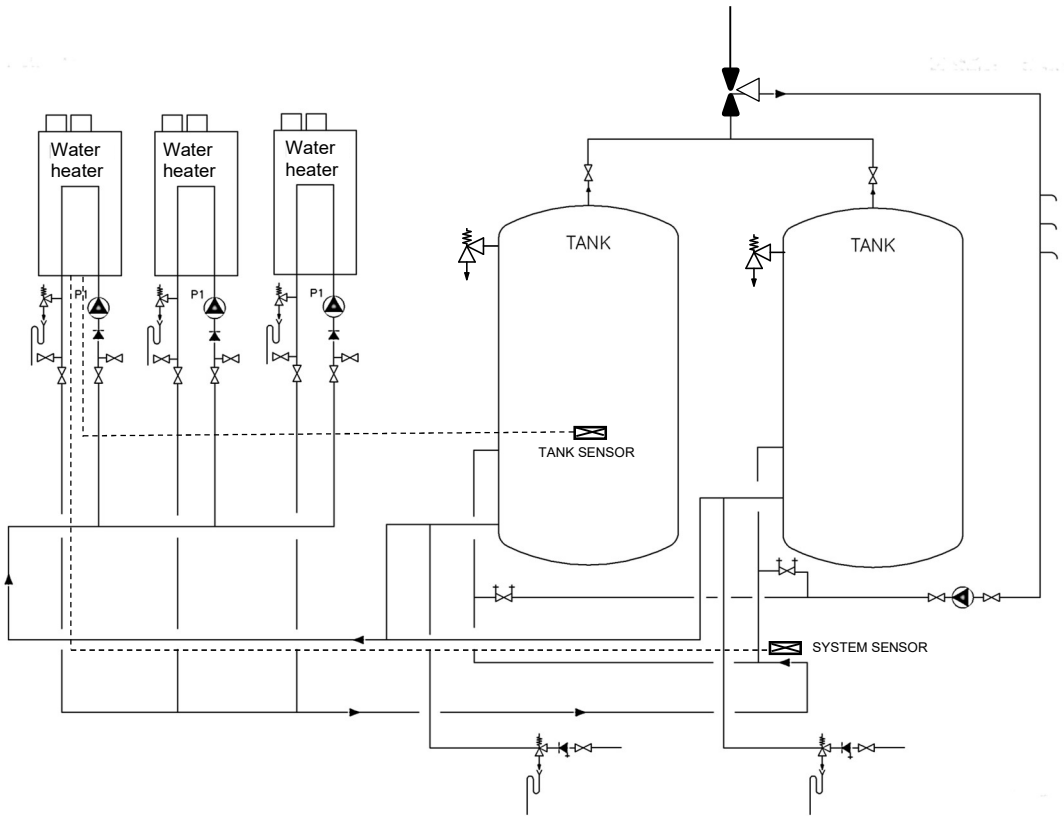 Water
heater
Water
heater
Water
heater
TANK
TANK
P1
P1
P1
TANK SENSOR
SYSTEM SENSOR